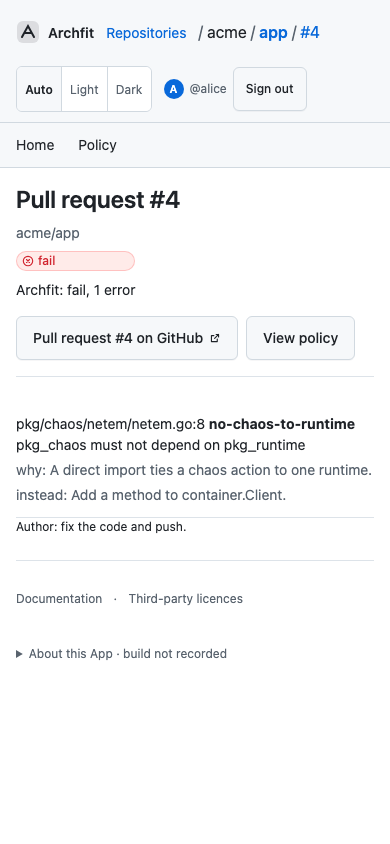 Archfit Repositories / acme / app / #4
Auto Light Dark A @alice Sign out
Home Policy
Pull request #4
acme/app
fail
Archfit: fail, 1 error
Pull request #4 on GitHub View policy
pkg/chaos/netem/netem.go:8 no-chaos-to-runtime
pkg_chaos must not depend on pkg_runtime
why: A direct import ties a chaos action to one runtime.
instead: Add a method to container.Client.
Author: fix the code and push.
Documentation · Third-party licences
About this App · build not recorded